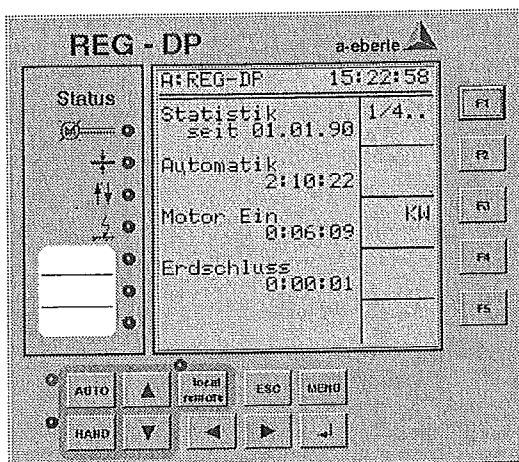 REG - DP
a-eberle
Status
A:REG-DP 15:22:58
Statistik 1/4..
seit 01.01.90
Automatik
2:10:22
Motor Ein KW
0:06:09
Erdschluss
0:00:01
F1
F2
F3
F4
F5
M
AUTO
local
remote
ESC
MENU
HAND